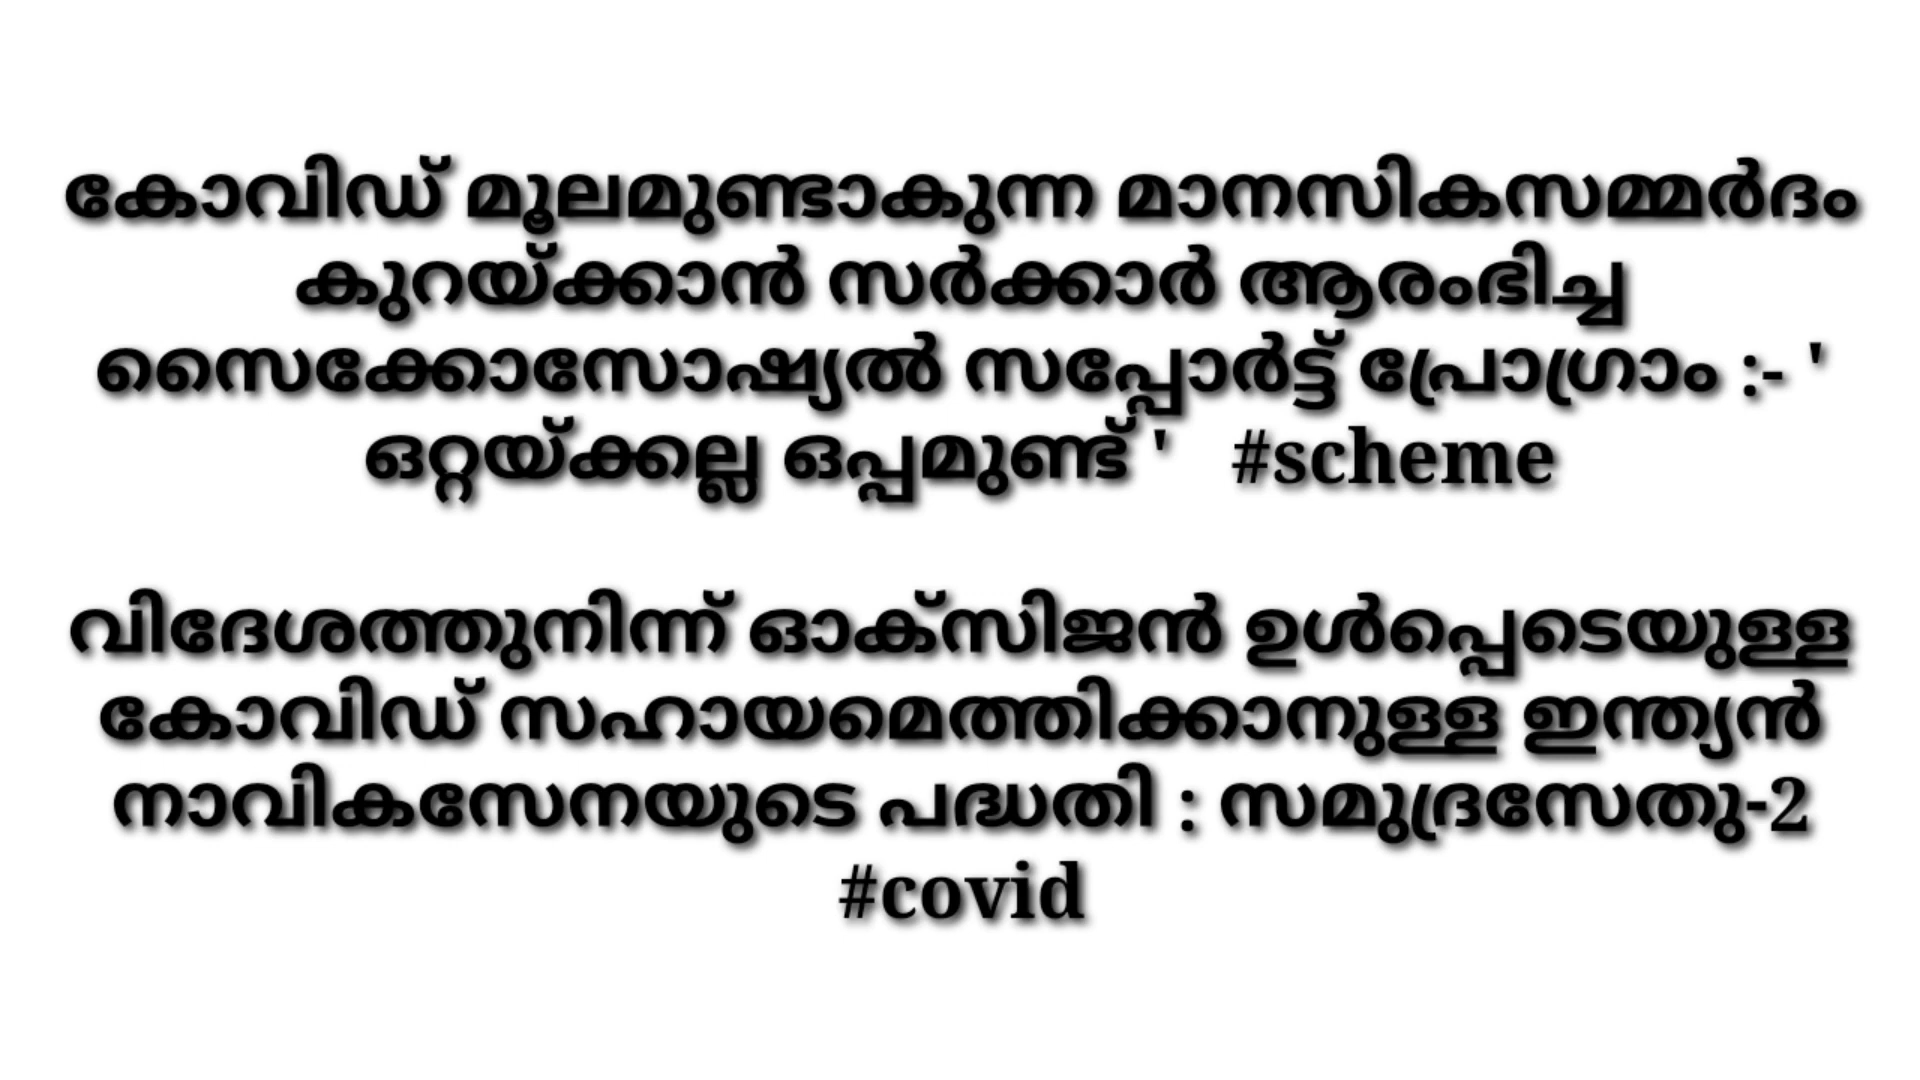 കോവിഡ് മൂലമുണ്ടാകുന്ന മാനസികസമ്മർദം
കുറയ്ക്കാൻ സർക്കാർ ആരംഭിച്ച
സൈക്കോസോഷ്യൽ സപ്പോർട്ട് പ്രോഗ്രാം :- '
ഒറ്റയ്ക്കല്ല ഒപ്പമുണ്ട് ' #scheme
വിദേശത്തുനിന്ന് ഓക്സിജൻ ഉൾപ്പെടെയുള്ള
കോവിഡ് സഹായമെത്തിക്കാനുള്ള ഇന്ത്യൻ
നാവികസേനയുടെ പദ്ധതി : സമുദ്രസേതു-2
#covid